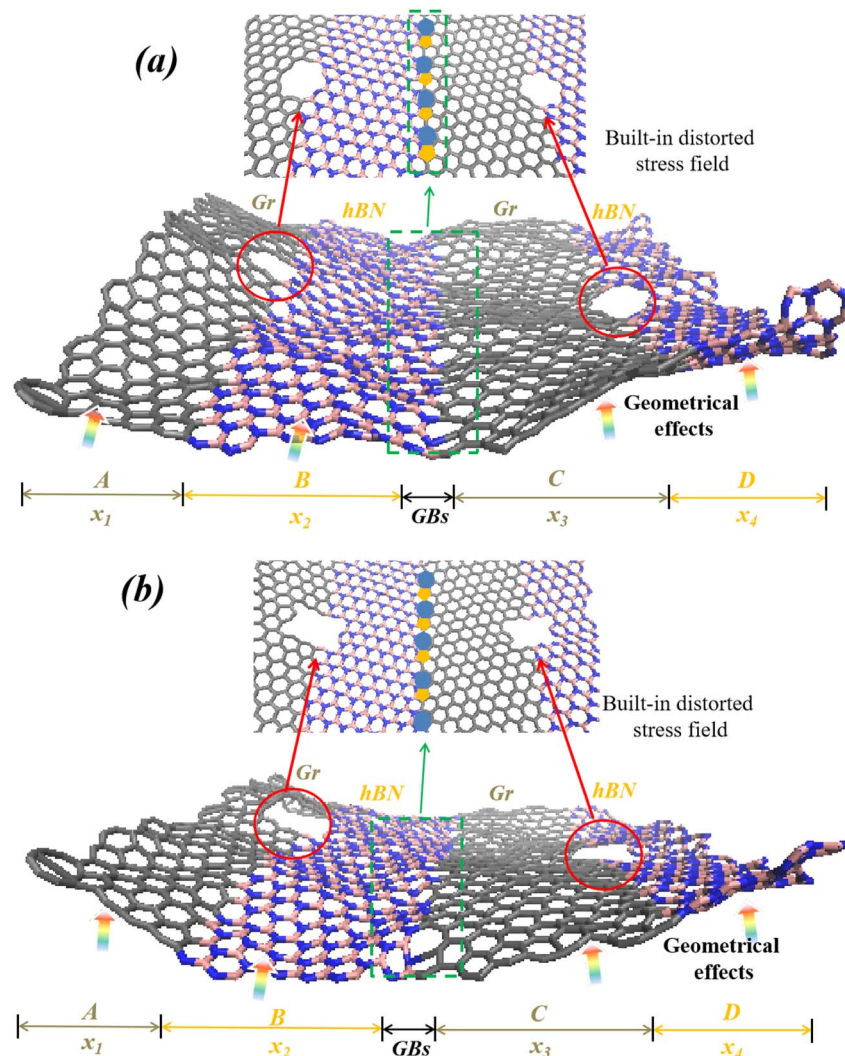 (a)
Built-in distorted
stress field
Gr
hBN
Gr
hBN
Geometrical
effects
A
B
C
D
x1
x2
GBs
x3
x4
(b)
Built-in distorted
stress field
Gr
hBN
Gr
hBN
Geometrical
effects
A
B
C
D
x1
x2
GBs
x3
x4